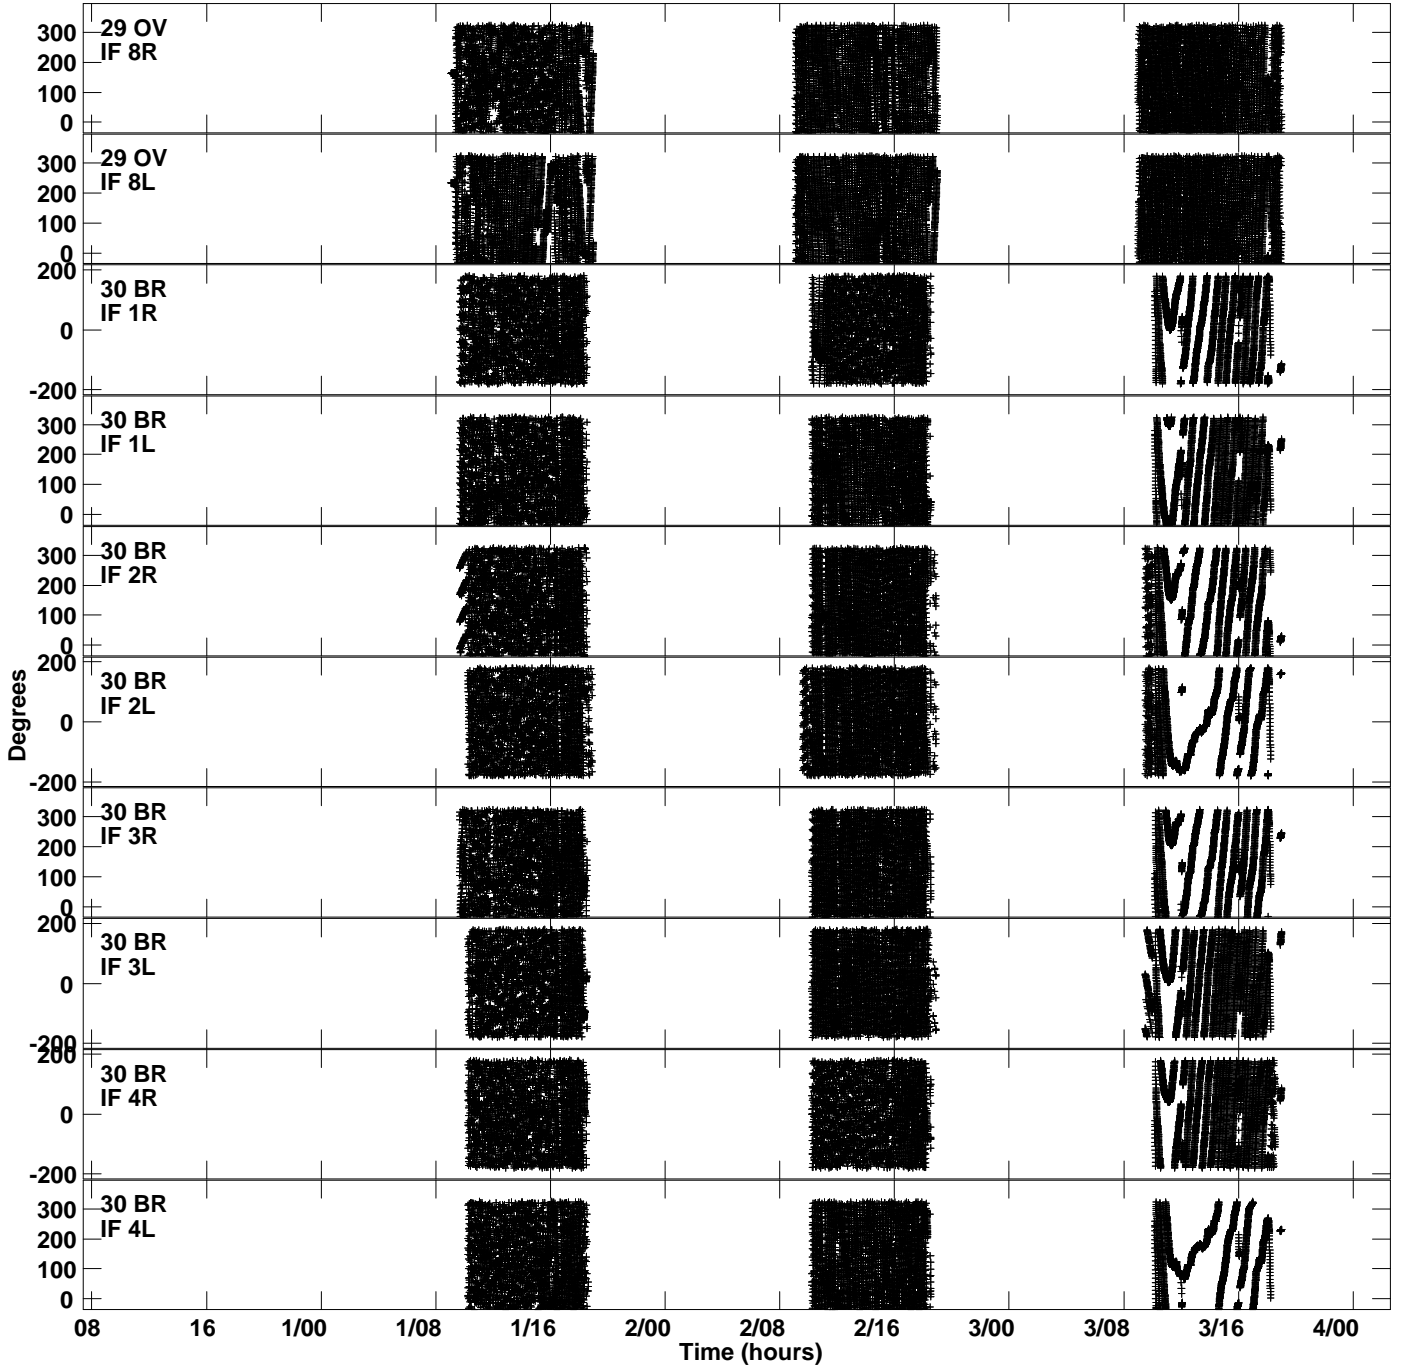 29 OV
IF 8R
300
200
100
0
29 OV
IF 8L
300
200
100
0
30 BR
IF 1R
200
0
-200
30 BR
IF 1L
300
200
100
0
30 BR
IF 2R
300
200
100
0
30 BR
IF 2L
200
0
-200
30 BR
IF 3R
300
200
100
0
30 BR
IF 3L
200
0
-200
30 BR
IF 4R
200
0
-200
30 BR
IF 4L
300
200
100
0
Degrees
08 16 1/00 1/08 1/16 2/00 2/08 2/16 3/00 3/08 3/16 4/00
Time (hours)